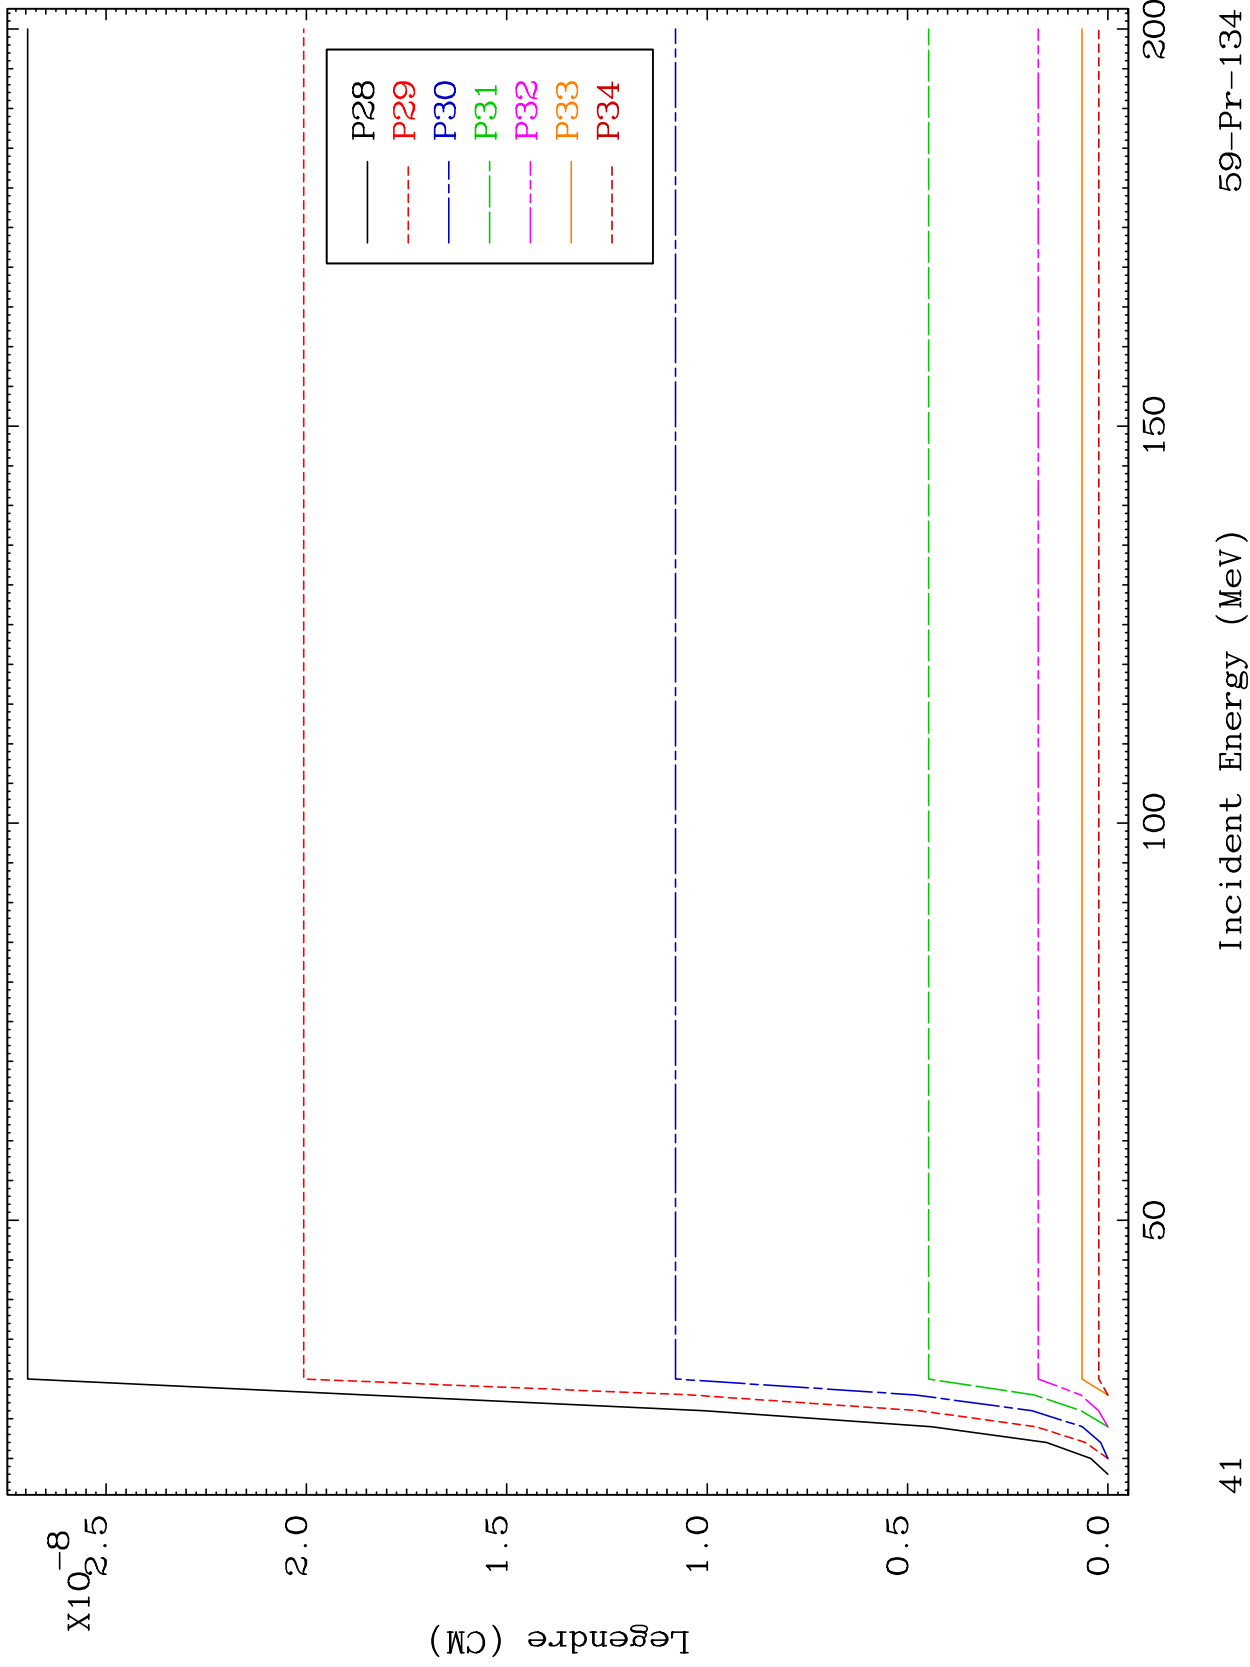 X10-8
2.5
2.0
1.5
1.0
0.5
0.0
Legendre (CM)
P28
P29
P30
P31
P32
P33
P34
50
100
150
200
Incident Energy (MeV)
41
59-Pr-134